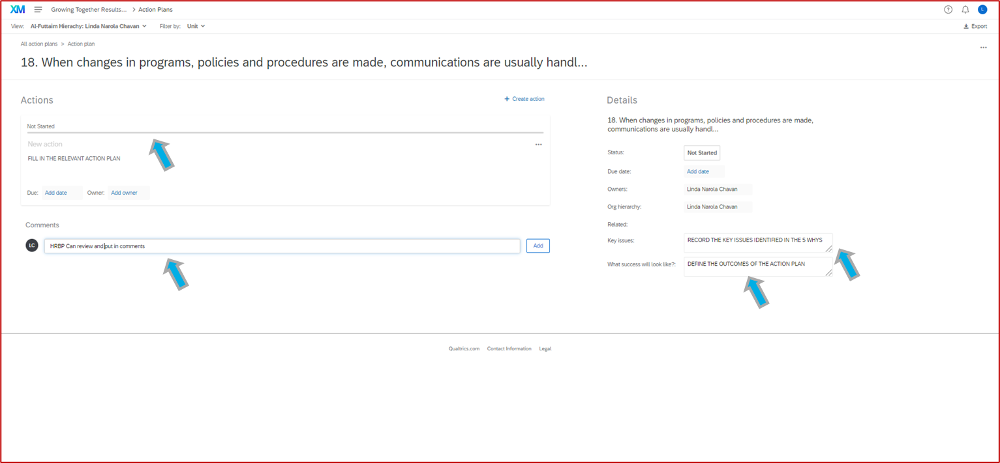 XM
Growing Together Results... > Action Plans
L
View: Al-Futtaim Hierachy: Linda Narola Chavan Filter by: Unit
Export
All action plans > Action plan
18. When changes in programs, policies and procedures are made, communications are usually handl...
Actions
+ Create action
Not Started
New action
FILL IN THE RELEVANT ACTION PLAN
Due: Add date Owner: Add owner
Comments
LC
HRBP Can review and put in comments
Add
Details
18. When changes in programs, policies and procedures are made,
communications are usually handl...
Status: Not Started
Due date: Add date
Owners: Linda Narola Chavan
Org hierarchy: Linda Narola Chavan
Related:
Key issues: RECORD THE KEY ISSUES IDENTIFIED IN THE 5 WHYS
What success will look like?: DEFINE THE OUTCOMES OF THE ACTION PLAN
Qualtrics.com Contact Information Legal